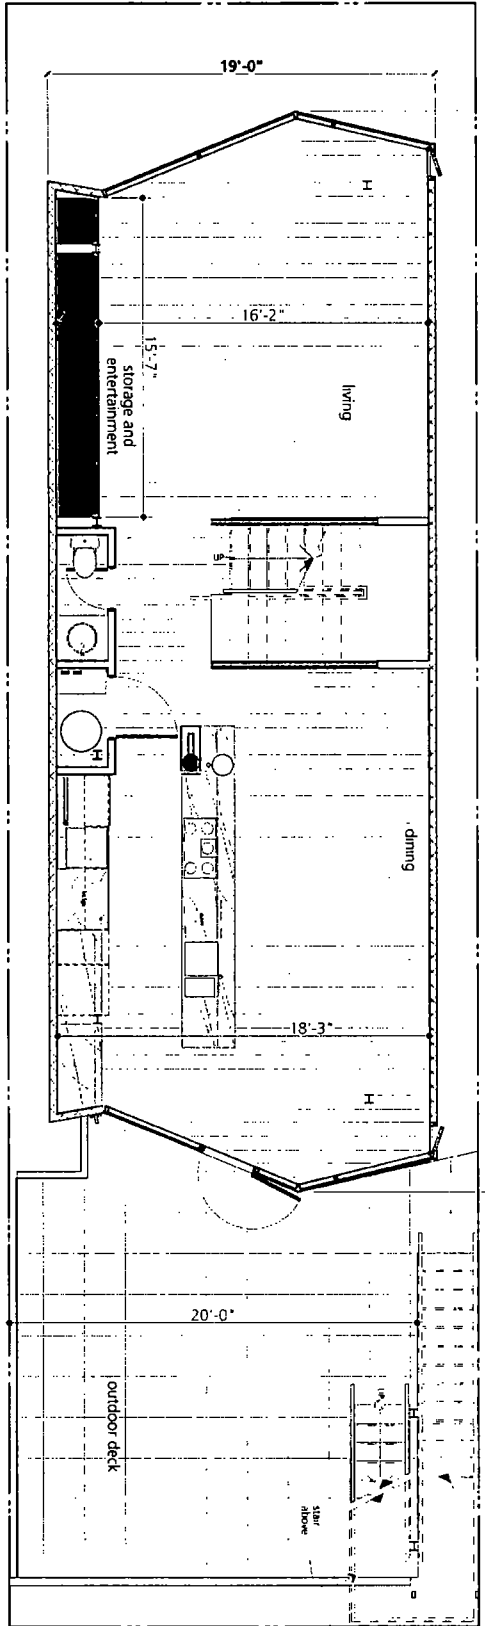 19'-0"
16'-2"
15'-7"
storage and
entertainment
living
UP
dining
18'-3"
20'-0"
outdoor deck
UP
stair
above